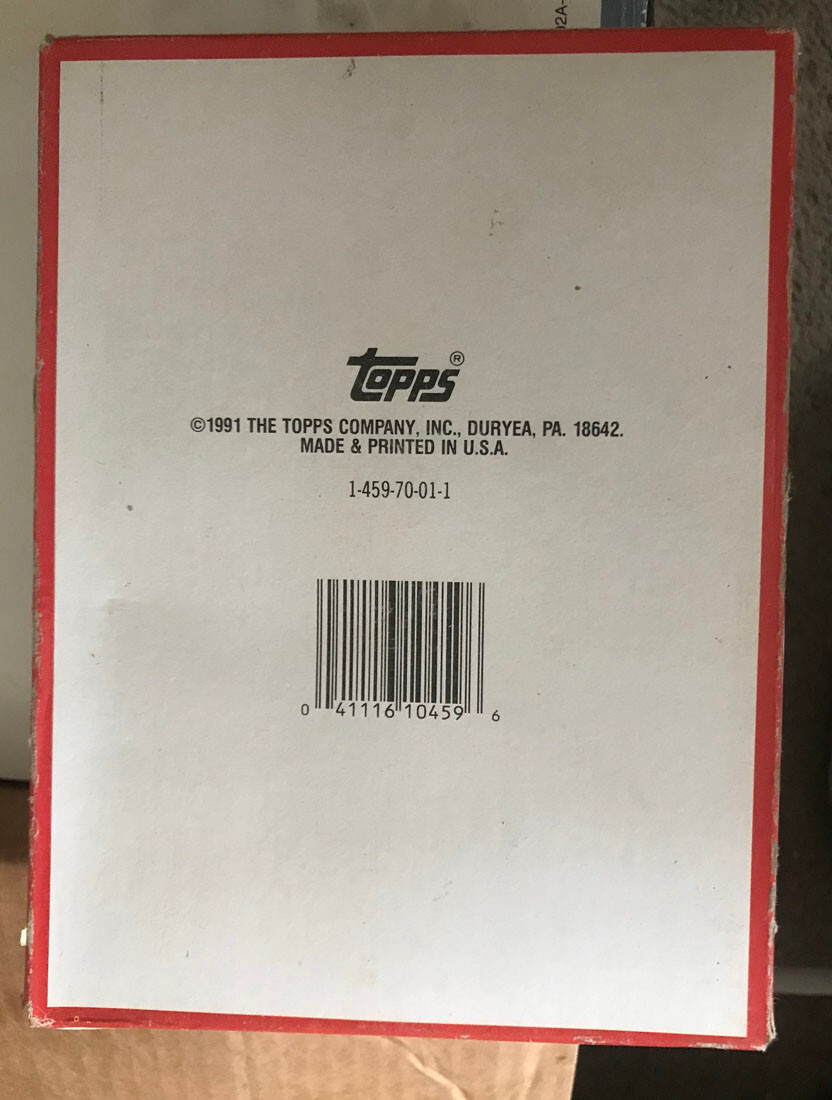 2A-
Topps®
©1991 THE TOPPS COMPANY, INC., DURYEA, PA. 18642.
MADE & PRINTED IN U.S.A.
1-459-70-01-1
0 41116 10459 6